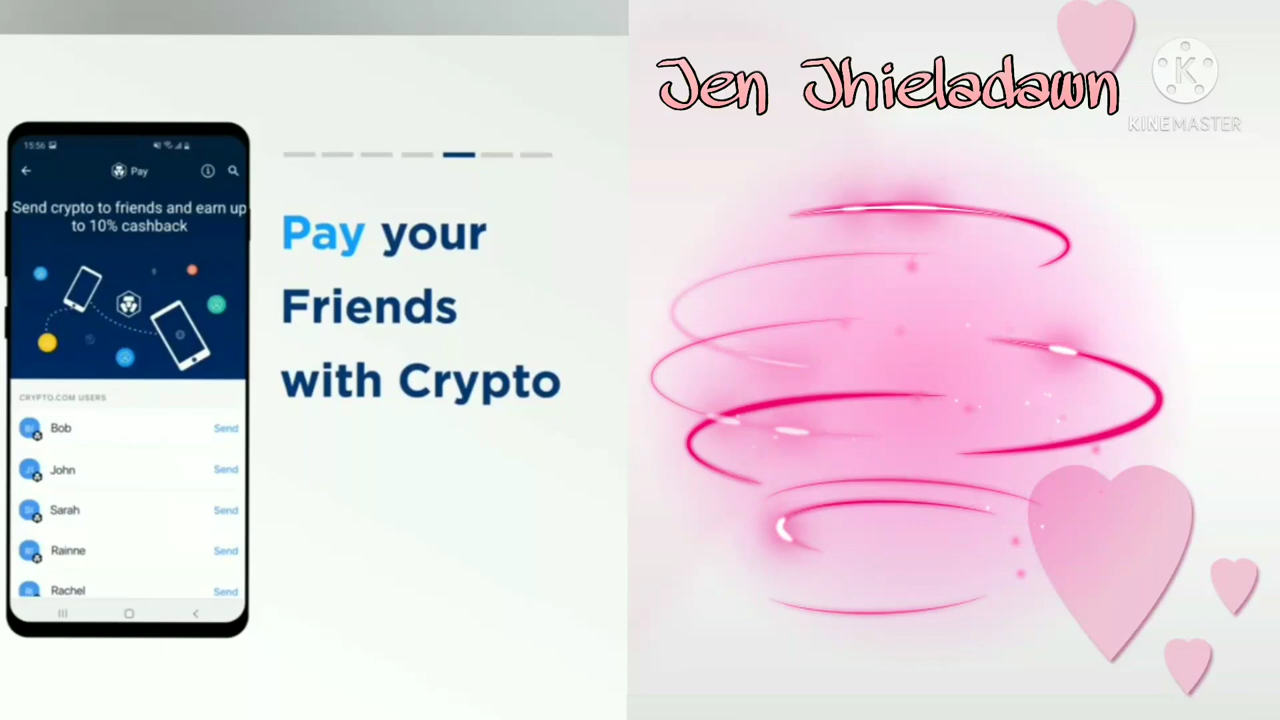 15:56
Pay
Send crypto to friends and earn up
to 10% cashback
CRYPTO.COM USERS
Bob Send
John Send
Sarah Send
Rainne Send
Rachel Send
Pay your
Friends
with Crypto
Jen Jhieladawn
K
KINEMASTER